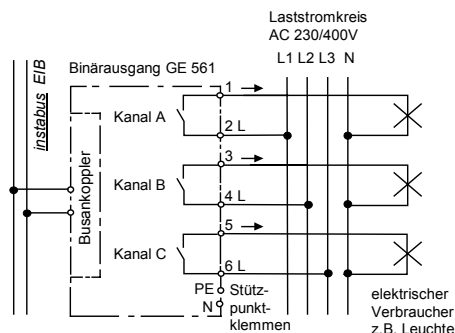 Laststromkreis
AC 230/400V
L1 L2 L3 N
instabus EIB
Binärausgang GE 561
Busankoppler
Kanal A
1
2 L
Kanal B
3
4 L
Kanal C
5
6 L
PE
N
Stütz-
punkt-
klemmen
elektrischer
Verbraucher
z.B. Leuchte